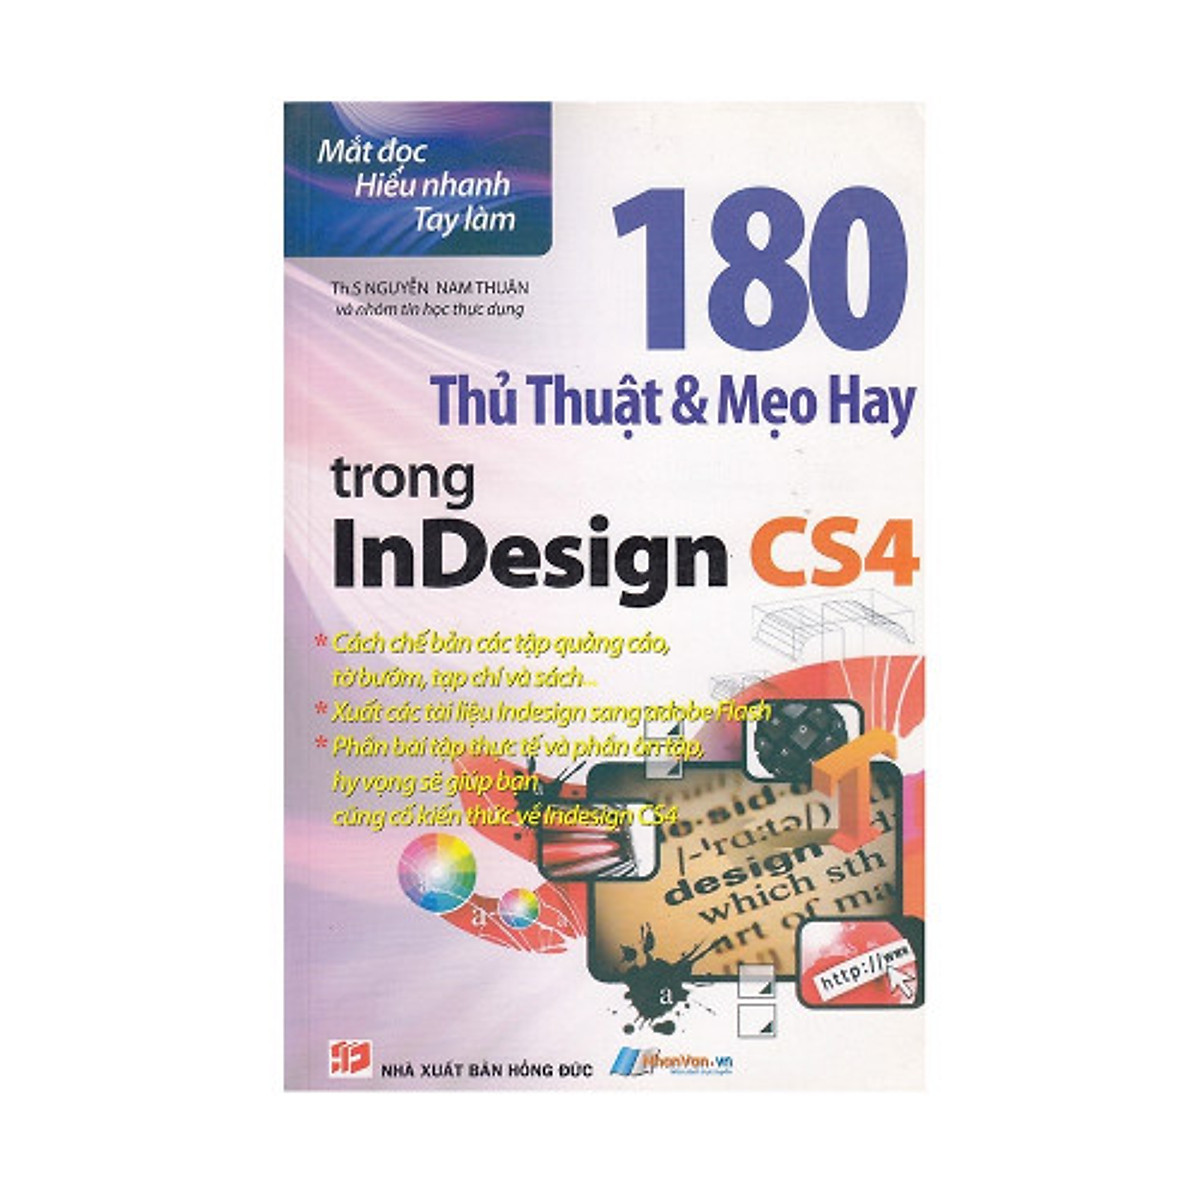 Mắt đọc
Hiểu nhanh
Tay làm
Th.S NGUYỄN NAM THUẬN
và nhóm tin học thực dụng
180
Thủ Thuật & Mẹo Hay
trong
InDesign CS4
* Cách chế bản các tập quảng cáo,
tờ bướm, tạp chí và sách...
* Xuất các tài liệu Indesign sang adobe Flash
* Phần bài tập thực tế và phần ôn tập,
hy vọng sẽ giúp bạn
củng cố kiến thức về Indesign CS4
design
which sth
art of ma
http://www
a
a
a
NHÀ XUẤT BẢN HỒNG ĐỨC
NhanVan.vn